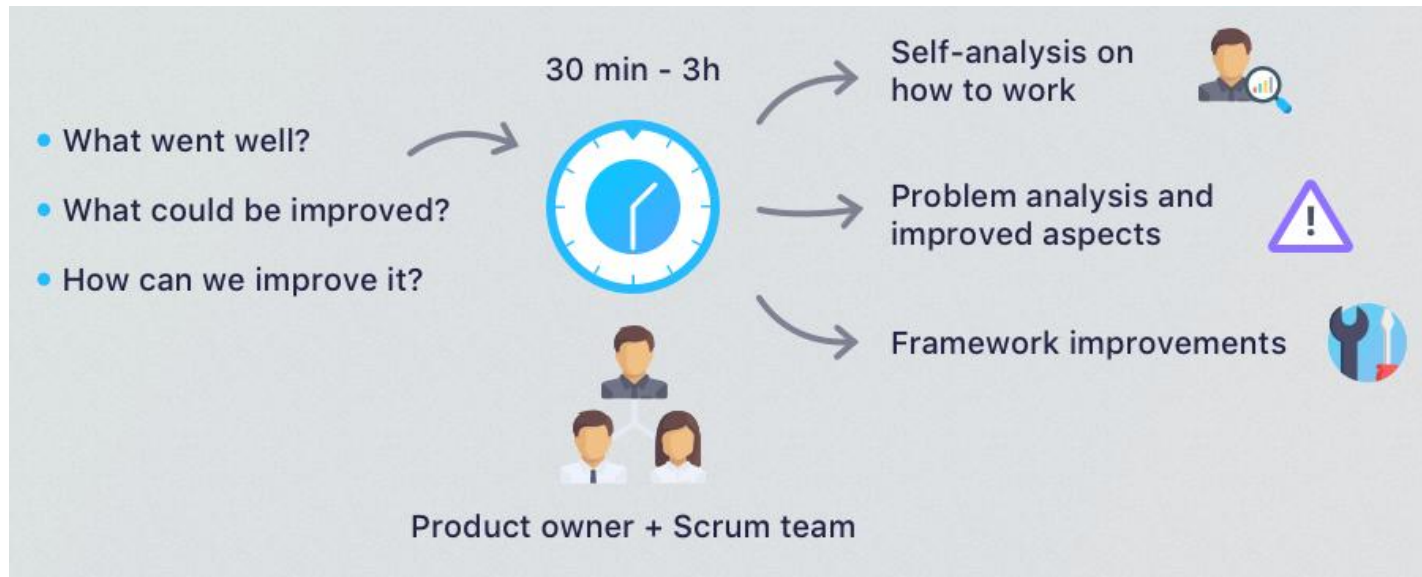 What went well?
What could be improved?
How can we improve it?
30 min - 3h
Product owner + Scrum team
Self-analysis on
how to work
Problem analysis and
improved aspects
Framework improvements